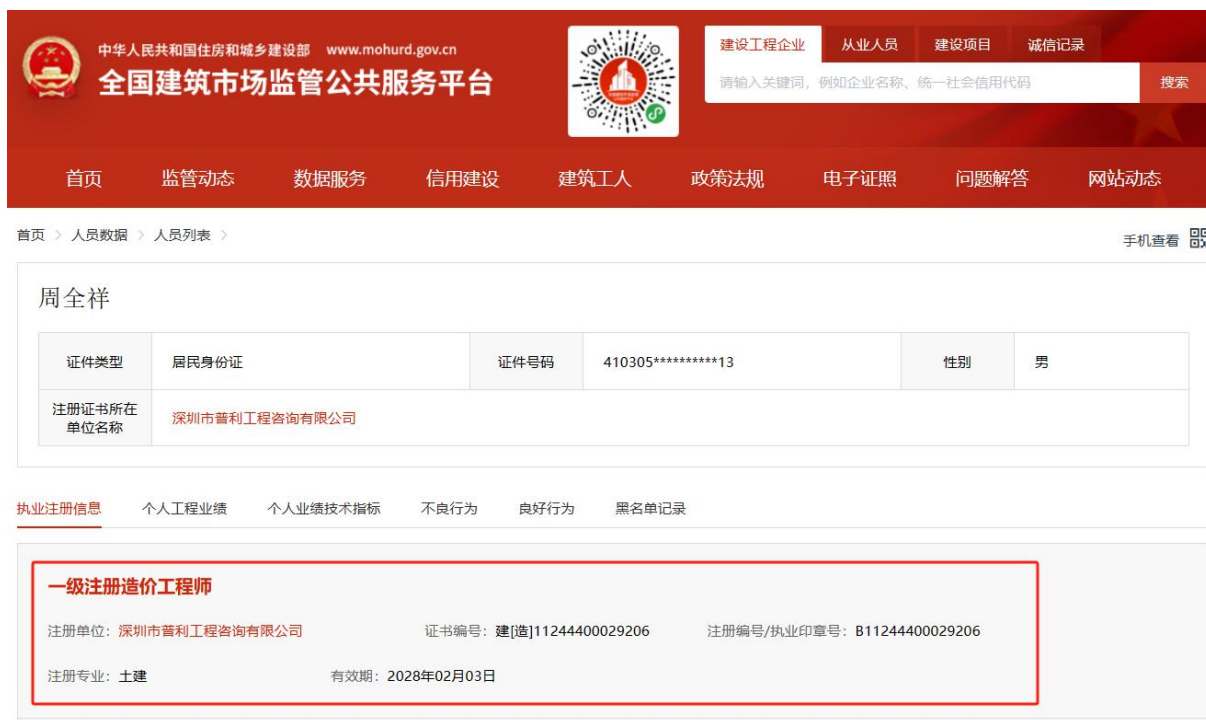 中华人民共和国住房和城乡建设部 www.mohurd.gov.cn
全国建筑市场监管公共服务平台
建设工程企业 从业人员 建设项目 诚信记录
请输入关键词，例如企业名称、统一社会信用代码 搜索
首页 监管动态 数据服务 信用建设 建筑工人 政策法规 电子证照 问题解答 网站动态
首页 > 人员数据 > 人员列表 >
手机查看
周全祥
证件类型 居民身份证 证件号码 410305**********13 性别 男
注册证书所在
单位名称
深圳市普利工程咨询有限公司
执业注册信息 个人工程业绩 个人业绩技术指标 不良行为 良好行为 黑名单记录
一级注册造价工程师
注册单位：深圳市普利工程咨询有限公司 证书编号：建[造]11244400029206 注册编号/执业印章号：B11244400029206
注册专业：土建 有效期：2028年02月03日